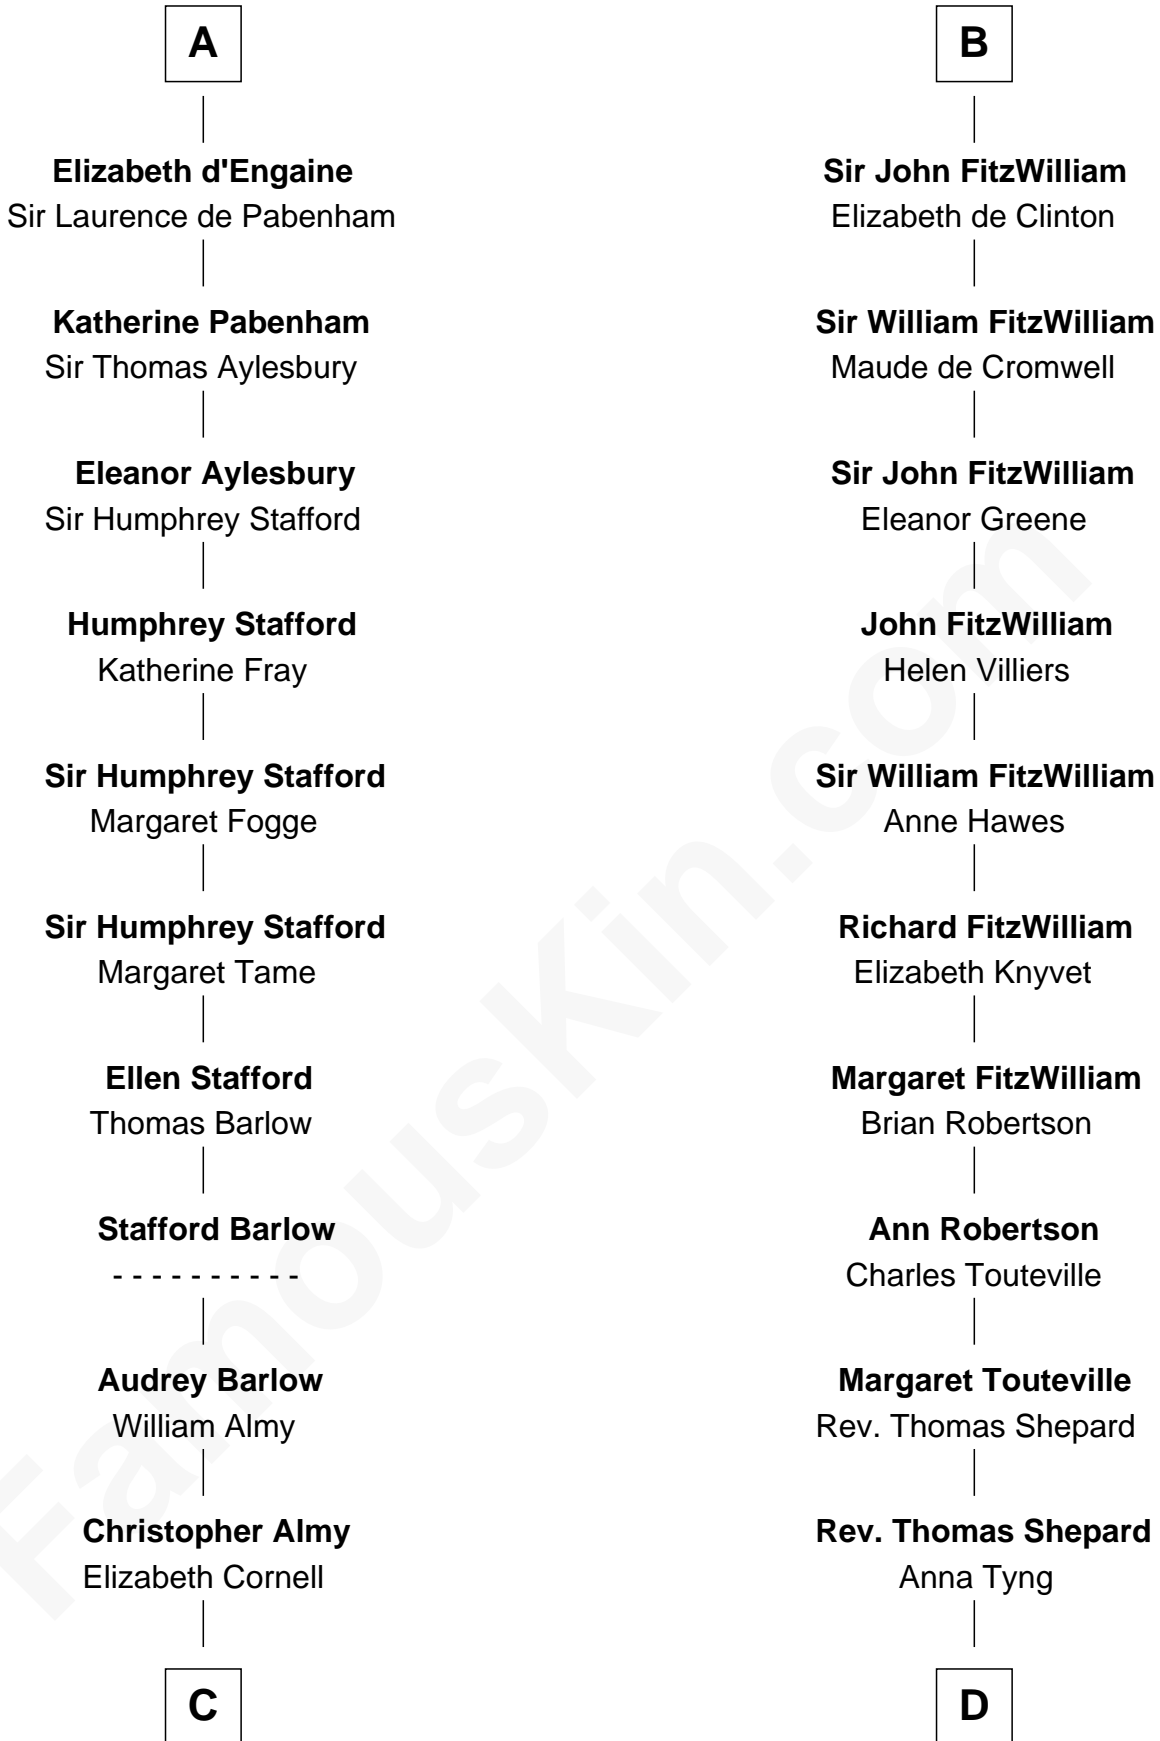 A
Elizabeth d'Engaine
Sir Laurence de Pabenham
Katherine Pabenham
Sir Thomas Aylesbury
Eleanor Aylesbury
Sir Humphrey Stafford
Humphrey Stafford
Katherine Fray
Sir Humphrey Stafford
Margaret Fogge
Sir Humphrey Stafford
Margaret Tame
Ellen Stafford
Thomas Barlow
Stafford Barlow
- - - - - - - - - -
Audrey Barlow
William Almy
Christopher Almy
Elizabeth Cornell
C
B
Sir John FitzWilliam
Elizabeth de Clinton
Sir William FitzWilliam
Maude de Cromwell
Sir John FitzWilliam
Eleanor Greene
John FitzWilliam
Helen Villiers
Sir William FitzWilliam
Anne Hawes
Richard FitzWilliam
Elizabeth Knyvet
Margaret FitzWilliam
Brian Robertson
Ann Robertson
Charles Touteville
Margaret Touteville
Rev. Thomas Shepard
Rev. Thomas Shepard
Anna Tyng
D
FamousKin.com